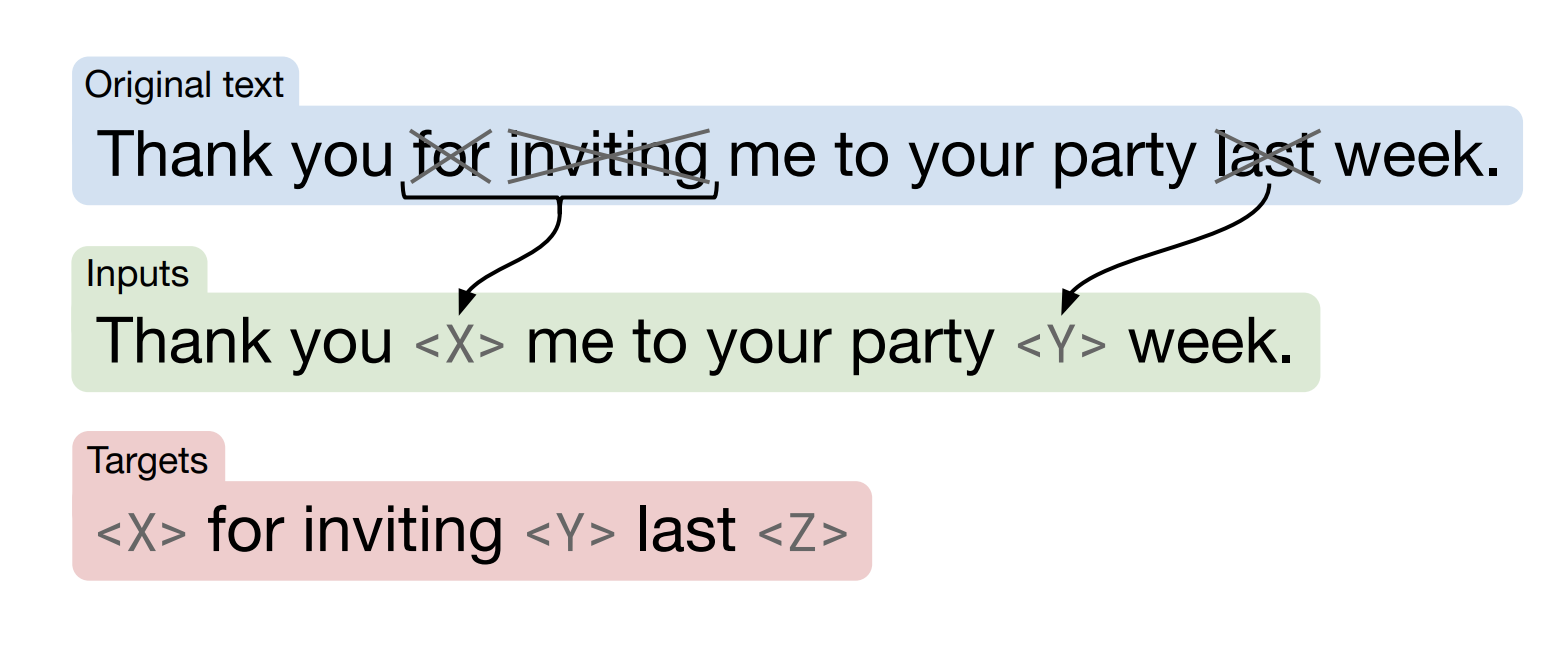 Original text
Thank you for inviting me to your party last week.
Inputs
Thank you <X> me to your party <Y> week.
Targets
<X> for inviting <Y> last <Z>